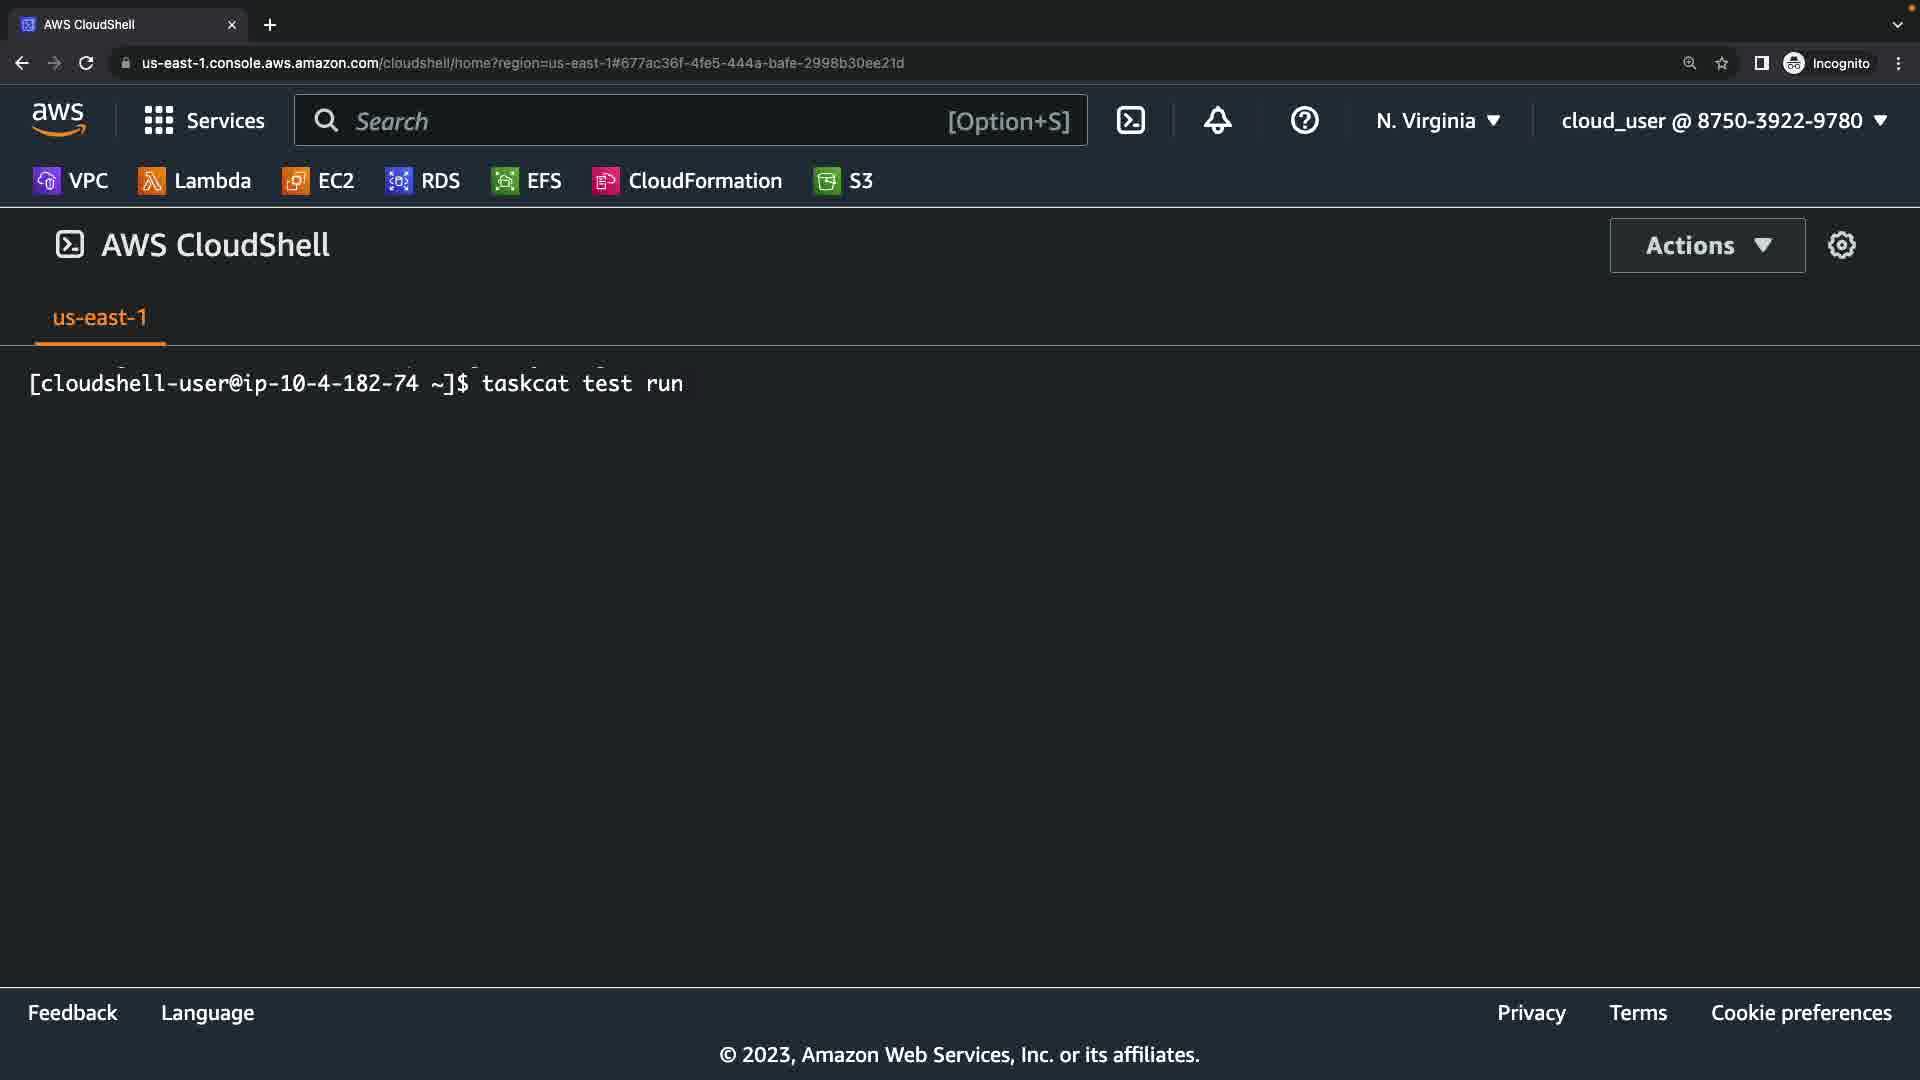 AWS CloudShell
us-east-1.console.aws.amazon.com/cloudshell/home?region=us-east-1#677ac36f-4fe5-444a-bafe-2998b30ee21d
Incognito
aws
Services
Search
[Option+S]
N. Virginia
cloud_user @ 8750-3922-9780
VPC
Lambda
EC2
RDS
EFS
CloudFormation
S3
AWS CloudShell
Actions
us-east-1
[cloudshell-user@ip-10-4-182-74 ~]$ taskcat test run
Feedback
Language
Privacy
Terms
Cookie preferences
© 2023, Amazon Web Services, Inc. or its affiliates.